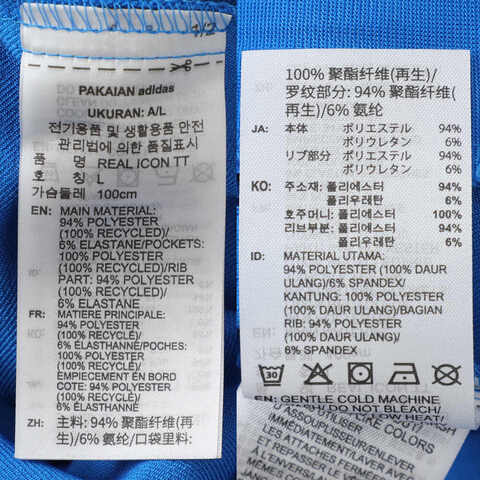 1/2
PAKAIAN adidas
UKURAN: A/L
전기용품 및 생활용품 안전
관리법에 의한 품질표시
품 명 REAL ICON TT
호 칭 L
가슴둘레 100cm
EN: MAIN MATERIAL:
94% POLYESTER
(100% RECYCLED)/
6% ELASTANE/POCKETS:
100% POLYESTER
(100% RECYCLED)/RIB
PART: 94% POLYESTER
(100% RECYCLED)/
6% ELASTANE
FR: MATIERE PRINCIPALE:
94% POLYESTER
(100% RECYCLÉ)/
6% ÉLASTHANNE/POCHES:
100% POLYESTER
(100% RECYCLÉ)/
EMPIECEMENT EN BORD
COTE: 94% POLYESTER
(100% RECYCLÉ)/
6% ÉLASTHANNE
ZH: 主料: 94% 聚酯纤维(再
生)/6% 氨纶/口袋里料:
100% 聚酯纤维(再生)/
罗纹部分: 94% 聚酯纤维(
再生)/6% 氨纶
JA: 本体 ポリエステル 94%
ポリウレタン 6%
リブ部分 ポリエステル 94%
ポリウレタン 6%
KO: 주소재: 폴리에스터 94%
폴리우레탄 6%
호주머니: 폴리에스터 100%
리브부분: 폴리에스터 94%
폴리우레탄 6%
ID: MATERIAL UTAMA:
94% POLYESTER (100% DAUR
ULANG)/6% SPANDEX/
KANTUNG: 100% POLYESTER
(100% DAUR ULANG)/BAGIAN
RIB: 94% POLYESTER (100%
DAUR ULANG)/
6% SPANDEX
30
EN: GENTLE COLD MACHINE
WASH/DO NOT BLEACH/